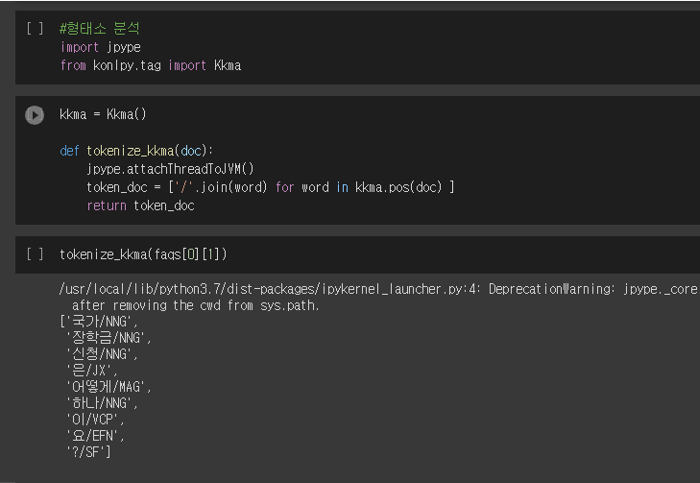 [ ] #형태소 분석
import jpype
from konlpy.tag import Kkma
kkma = Kkma()
def tokenize_kkma(doc):
jpype.attachThreadToJVM()
token_doc = ['/'.join(word) for word in kkma.pos(doc) ]
return token_doc
[ ] tokenize_kkma(faqs[0][1])
/usr/local/lib/python3.7/dist-packages/ipykernel_launcher.py:4: DeprecationWarning: jpype._core
after removing the cwd from sys.path.
['국가/NNG',
'장학금/NNG',
'신청/NNG',
'은/JX',
'어떻게/MAG',
'하나/NNG',
'이/VCP',
'요/EFN',
'?/SF']